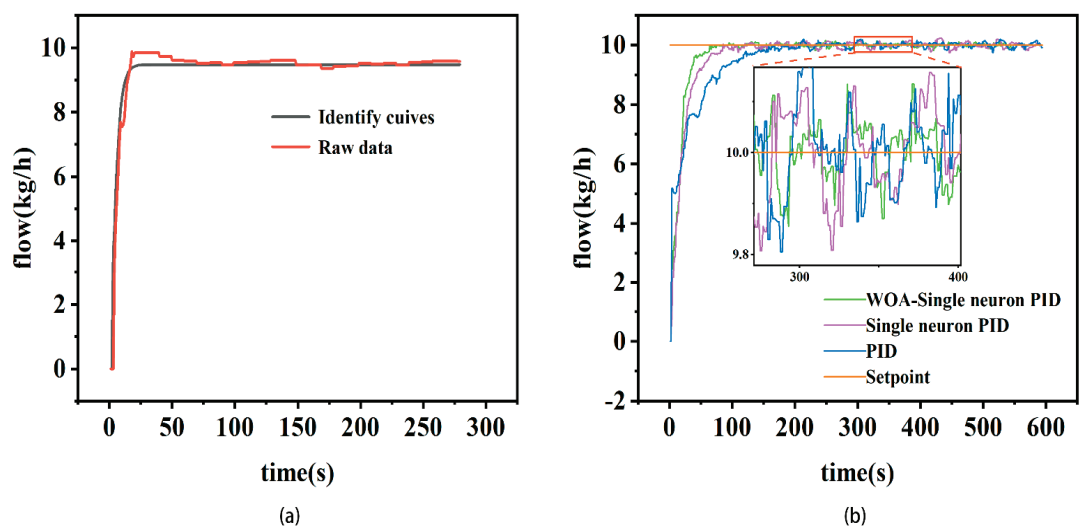 flow(kg/h)
12
10
8
6
4
2
0
0
50
100
150
200
250
300
time(s)
Identify cuives
Raw data
(a)
flow(kg/h)
12
10
8
6
4
2
0
-2
0
100
200
300
400
500
600
time(s)
10.0
9.8
300
400
WOA-Single neuron PID
Single neuron PID
PID
Setpoint
(b)